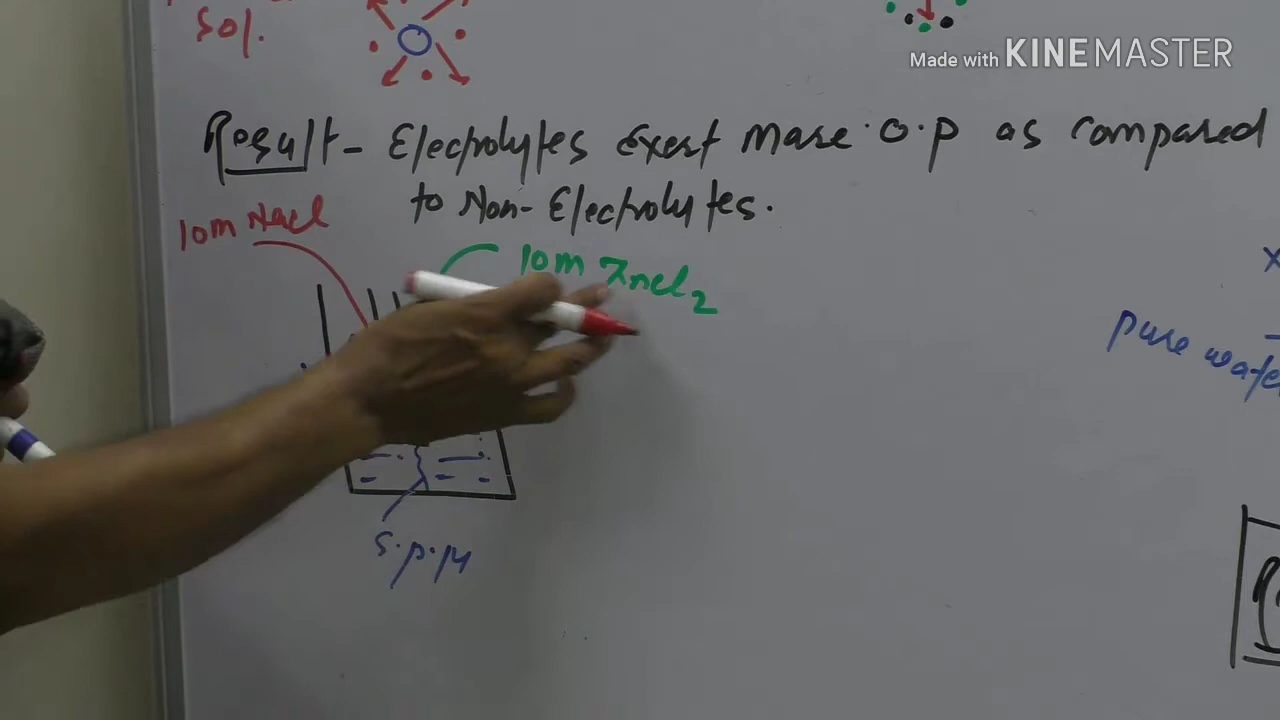 sol.
Made with KINEMASTER
Result - Electrolytes Exert more O.P as compared
to Non-Electrolytes.
10m Nacl
10m Zncl2
pure water
S.P.M